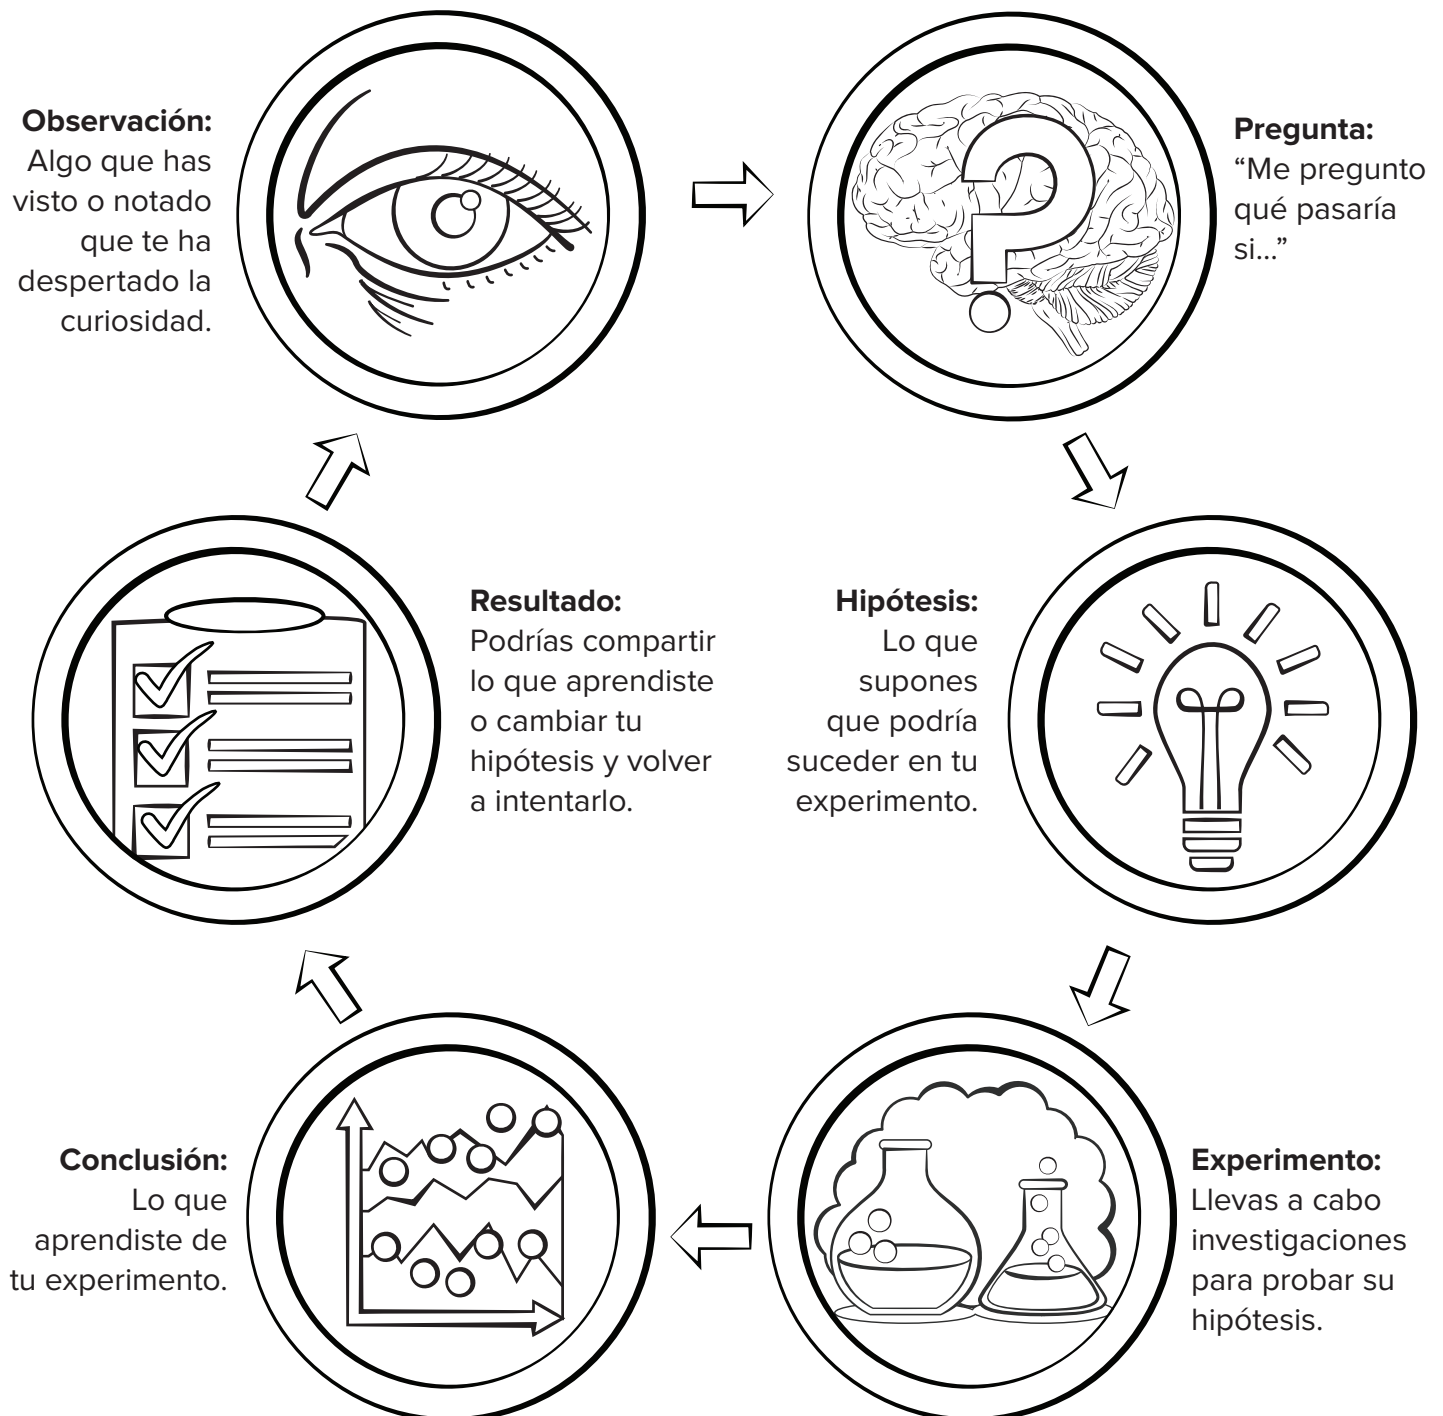 Observación:
Algo que has
visto o notado
que te ha
despertado la
curiosidad.
Pregunta:
“Me pregunto
qué pasaría
si...”
Hipótesis:
Lo que
supones
que podría
suceder en tu
experimento.
Experimento:
Llevas a cabo
investigaciones
para probar su
hipótesis.
Conclusión:
Lo que
aprendiste de
tu experimento.
Resultado:
Podrías compartir
lo que aprendiste
o cambiar tu
hipótesis y volver
a intentarlo.